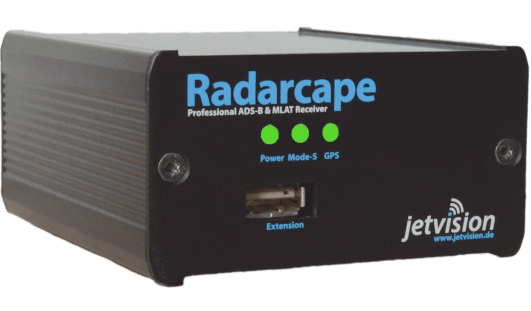 Radarcape
Professional ADS-B & MLAT Receiver
Power Mode-S GPS
Extension
jetvision
www.jetvision.de